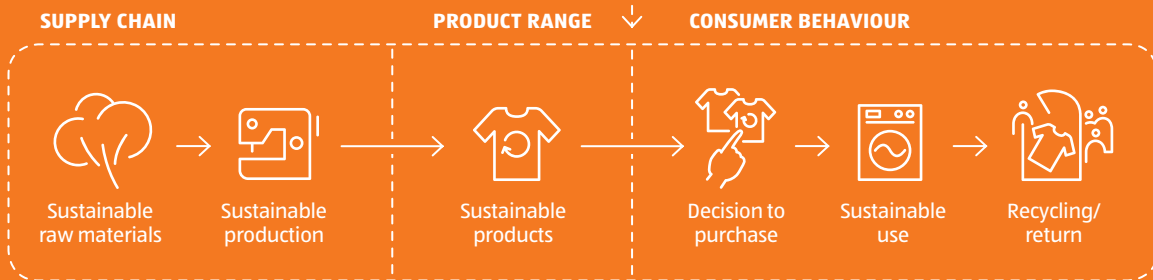 SUPPLY CHAIN
PRODUCT RANGE
CONSUMER BEHAVIOUR
Sustainable
raw materials
Sustainable
production
Sustainable
products
Decision to
purchase
Sustainable
use
Recycling/
return